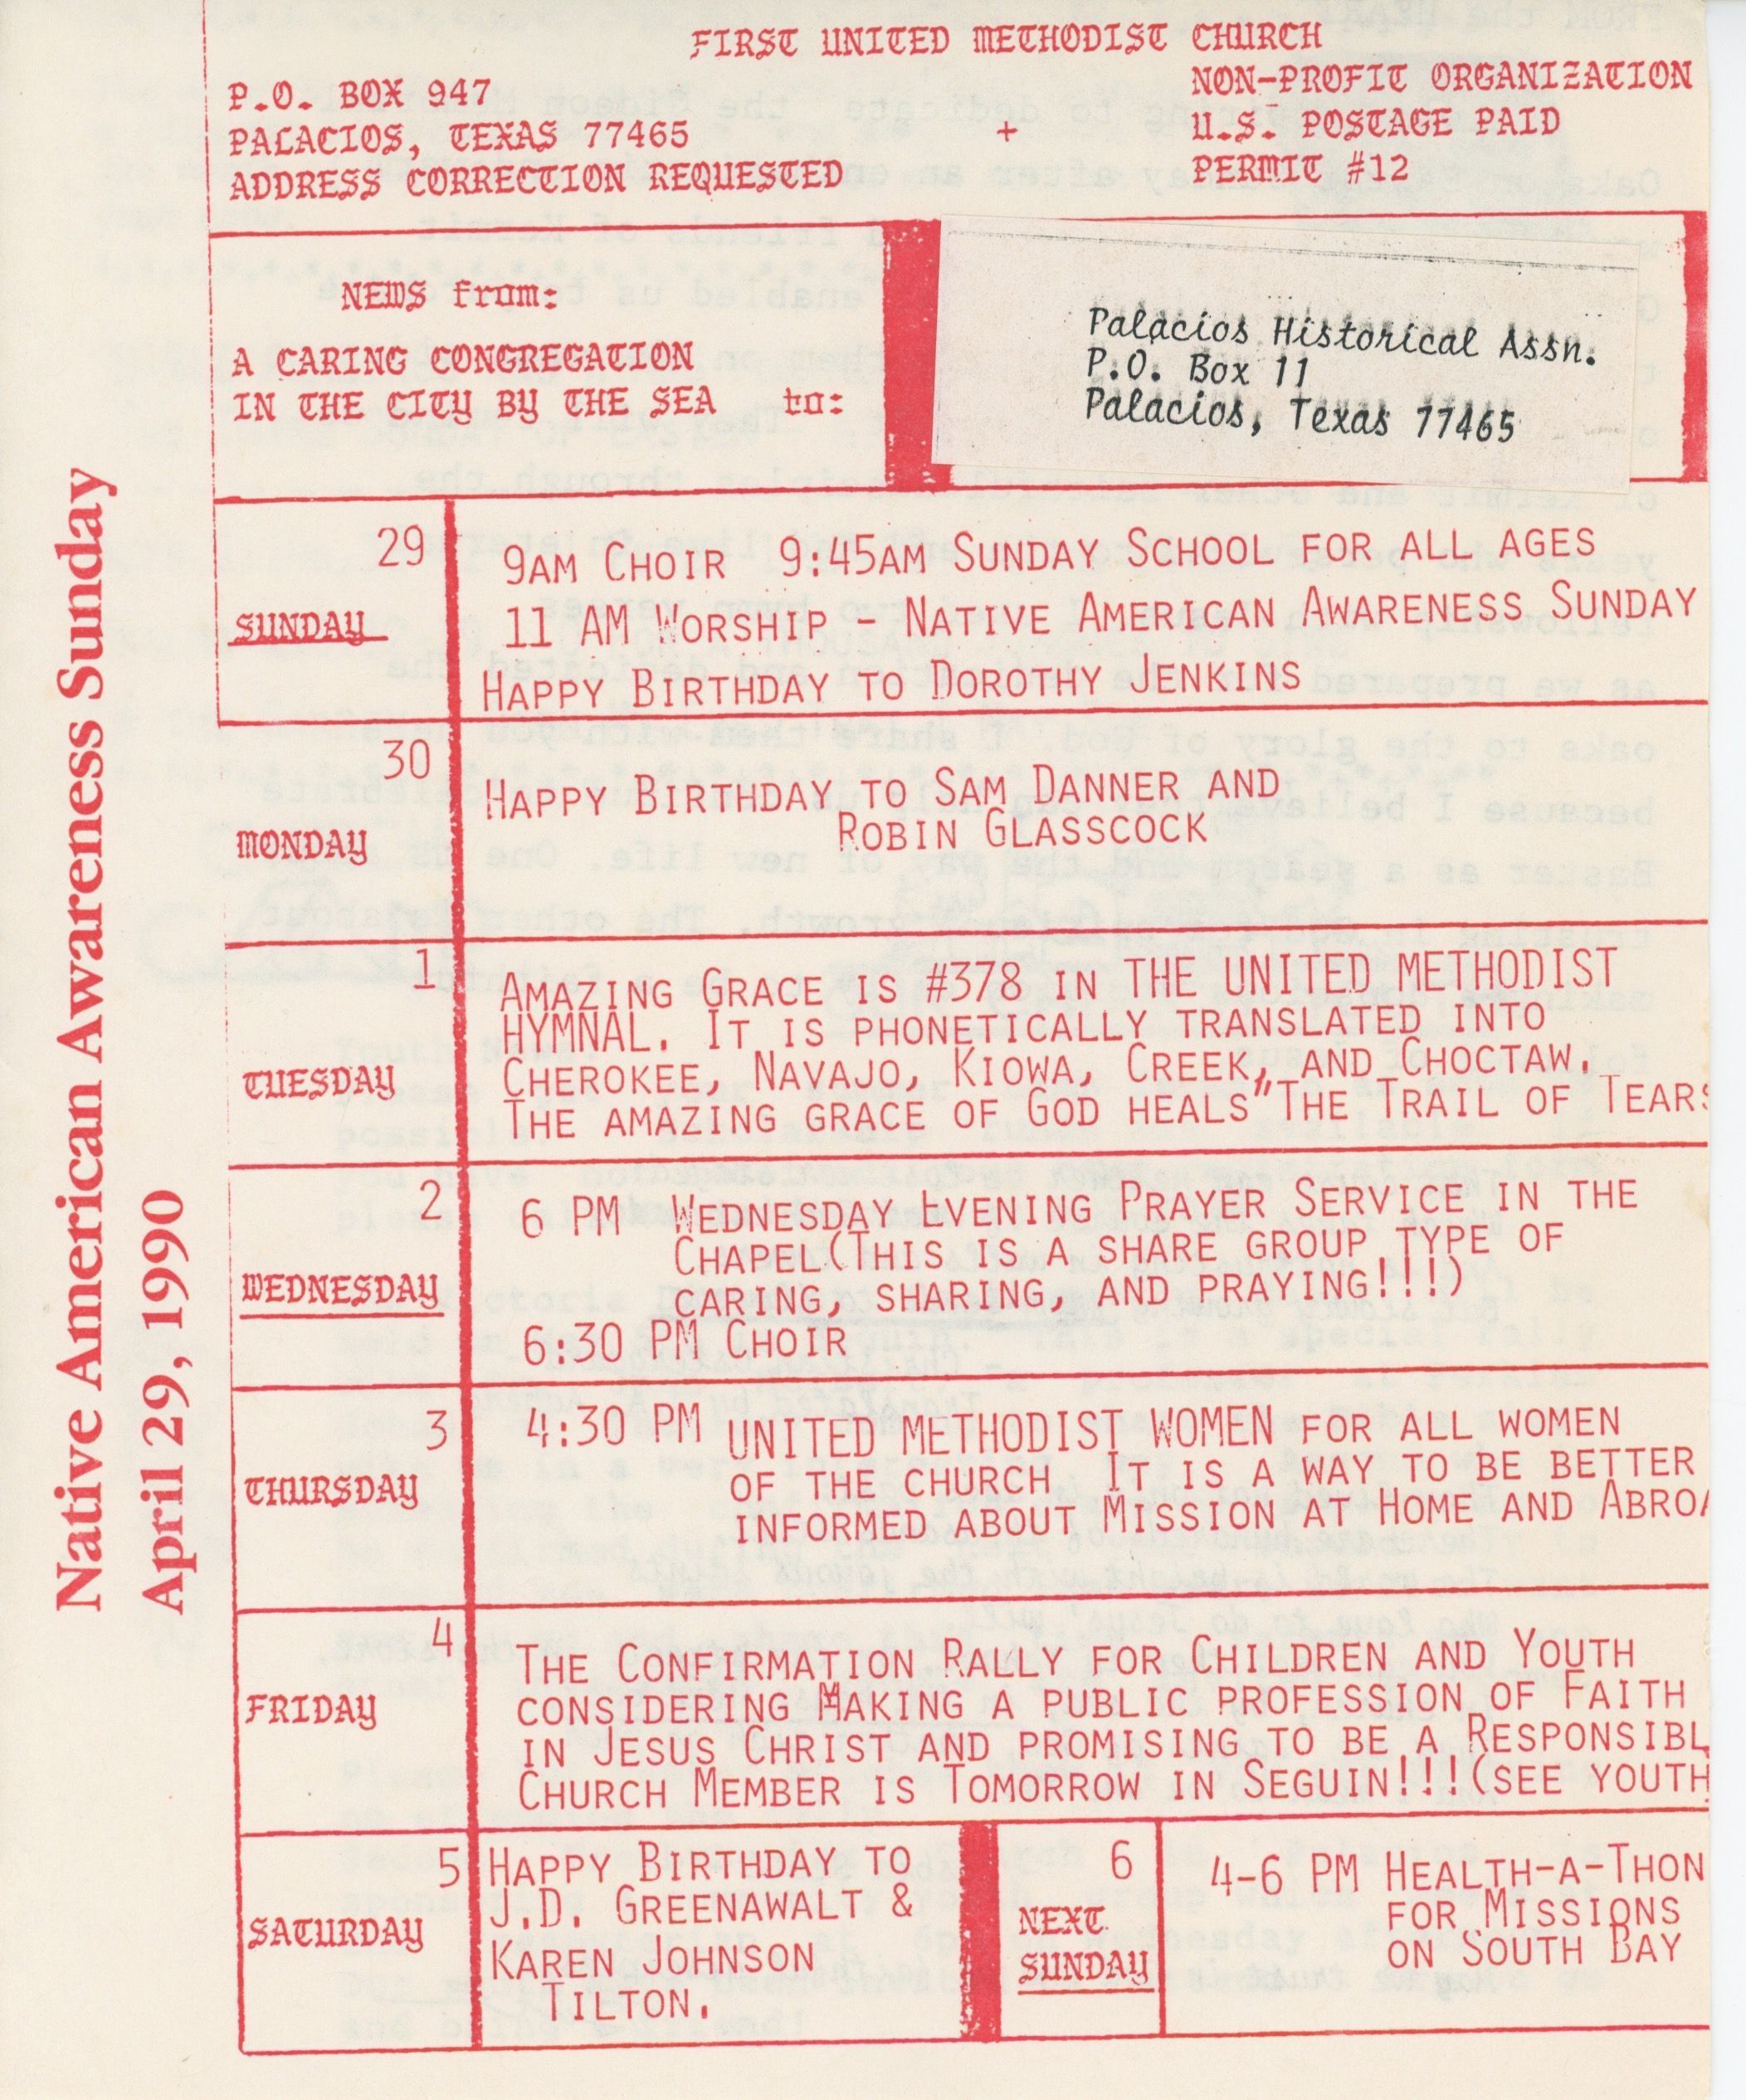 FIRST UNITED METHODIST CHURCH
P.O. BOX 947
PALACIOS, TEXAS 77465
ADDRESS CORRECTION REQUESTED
+
NON-PROFIT ORGANIZATION
U.S. POSTAGE PAID
PERMIT #12
NEWS from:
A CARING CONGREGATION
IN THE CITY BY THE SEA to:
Palacios Historical Assn.
P.O. Box 11
Palacios, Texas 77465
Native American Awareness Sunday
April 29, 1990
29
SUNDAY
9AM CHOIR 9:45AM SUNDAY SCHOOL FOR ALL AGES
11 AM WORSHIP - NATIVE AMERICAN AWARENESS SUNDAY
HAPPY BIRTHDAY TO DOROTHY JENKINS
30
MONDAY
HAPPY BIRTHDAY TO SAM DANNER AND
ROBIN GLASSCOCK
1
TUESDAY
AMAZING GRACE IS #378 IN THE UNITED METHODIST
HYMNAL. IT IS PHONETICALLY TRANSLATED INTO
CHEROKEE, NAVAJO, KIOWA, CREEK, AND CHOCTAW.
THE AMAZING GRACE OF GOD HEALS"THE TRAIL OF TEARS
2
WEDNESDAY
6 PM WEDNESDAY EVENING PRAYER SERVICE IN THE
CHAPEL(THIS IS A SHARE GROUP TYPE OF
CARING, SHARING, AND PRAYING!!!)
6:30 PM CHOIR
3
THURSDAY
4:30 PM UNITED METHODIST WOMEN FOR ALL WOMEN
OF THE CHURCH. IT IS A WAY TO BE BETTER
INFORMED ABOUT MISSION AT HOME AND ABROA
4
FRIDAY
THE CONFIRMATION RALLY FOR CHILDREN AND YOUTH
CONSIDERING MAKING A PUBLIC PROFESSION OF FAITH
IN JESUS CHRIST AND PROMISING TO BE A RESPONSIBL
CHURCH MEMBER IS TOMORROW IN SEGUIN!!!(SEE YOUTH
5
SATURDAY
HAPPY BIRTHDAY TO
J.D. GREENAWALT &
KAREN JOHNSON
TILTON.
6
NEXT
SUNDAY
4-6 PM HEALTH-A-THON
FOR MISSIONS
ON SOUTH BAY